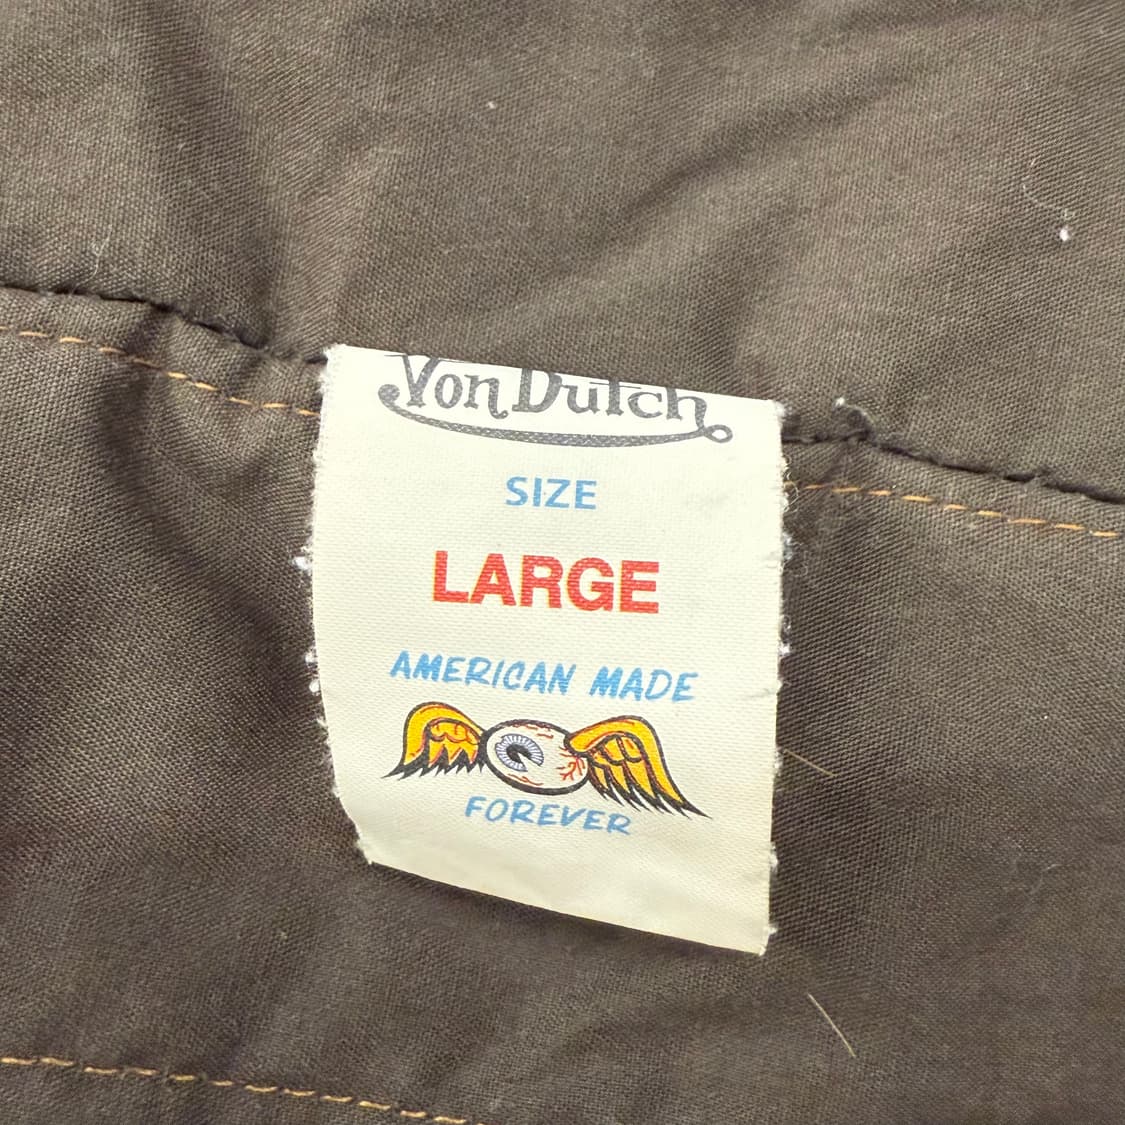 Von Dutch
SIZE
LARGE
AMERICAN MADE
FOREVER